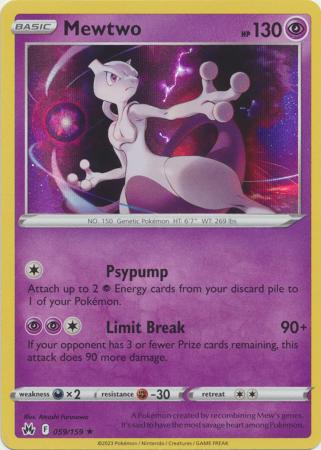 BASIC
Mewtwo
HP 130
NO. 150 Genetic Pokémon HT: 6'7" WT: 269 lbs
Psypump
Attach up to 2 Energy cards from your discard pile to
1 of your Pokémon.
Limit Break 90+
If your opponent has 3 or fewer Prize cards remaining, this
attack does 90 more damage.
weakness ×2 resistance -30 retreat
Illus. Atsushi Furusawa
F 059/159 ★
A Pokémon created by recombining Mew's genes.
It's said to have the most savage heart among Pokémon.
©2023 Pokémon / Nintendo / Creatures / GAME FREAK